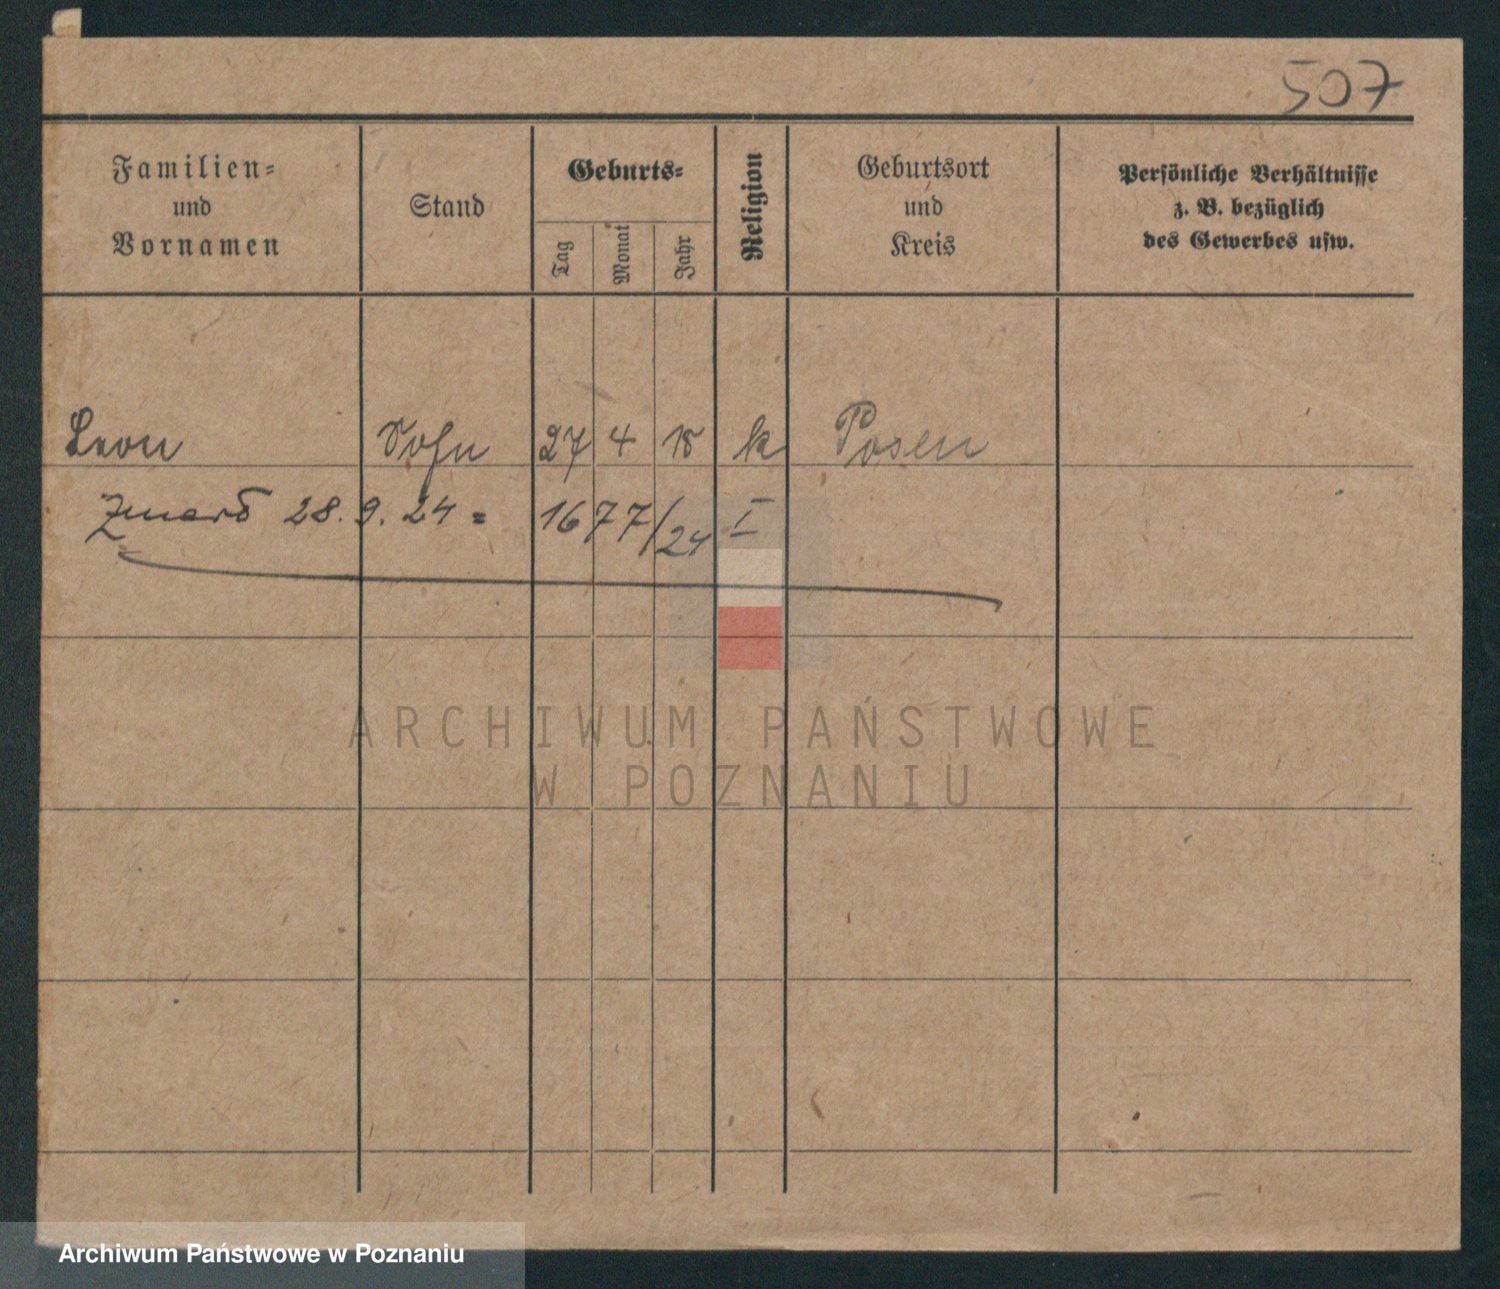 507
Familien=
und
Vornamen
Stand
Geburts=
Tag
Monat
Jahr
Religion
Geburtsort
und
Kreis
Persönliche Verhältnisse
z. B. bezüglich
des Gewerbes usw.
Leon Sohn 27 4 15 k Posen
Zmarł 28.9.24 = 1677/24 I
ARCHIWUM PAŃSTWOWE
W POZNANIU
Archiwum Państwowe w Poznaniu